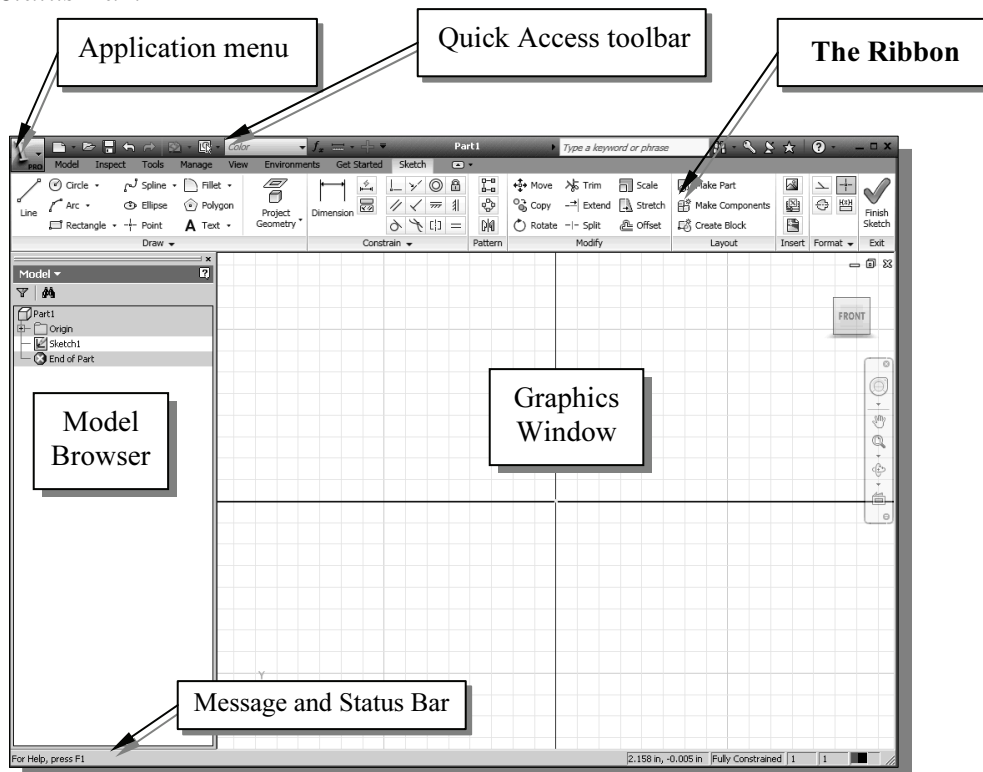 Application menu
Quick Access toolbar
The Ribbon
PRO
Color
Part1
Type a keyword or phrase
Model Inspect Tools Manage View Environments Get Started Sketch
Line
Circle
Arc
Rectangle
Spline
Ellipse
Point
Fillet
Polygon
Text
Draw
Project
Geometry
Dimension
Constrain
Pattern
Move
Copy
Rotate
Trim
Extend
Split
Scale
Stretch
Offset
Modify
Make Part
Make Components
Create Block
Layout
Insert
Format
Finish
Sketch
Exit
Model
Part1
Origin
Sketch1
End of Part
FRONT
Model
Browser
Graphics
Window
Y
Message and Status Bar
For Help, press F1
2.158 in, -0.005 in Fully Constrained 1 1